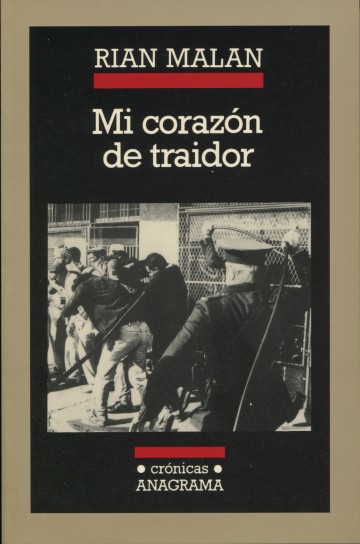 RIAN MALAN
Mi corazón
de traidor
• crónicas •
ANAGRAMA